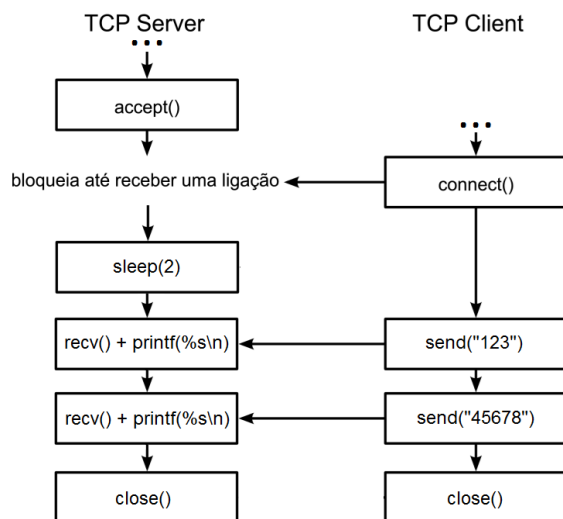 TCP Server
TCP Client
...
accept()
...
bloqueia até receber uma ligação
connect()
sleep(2)
recv() + printf(%s\n)
send("123")
recv() + printf(%s\n)
send("45678")
close()
close()